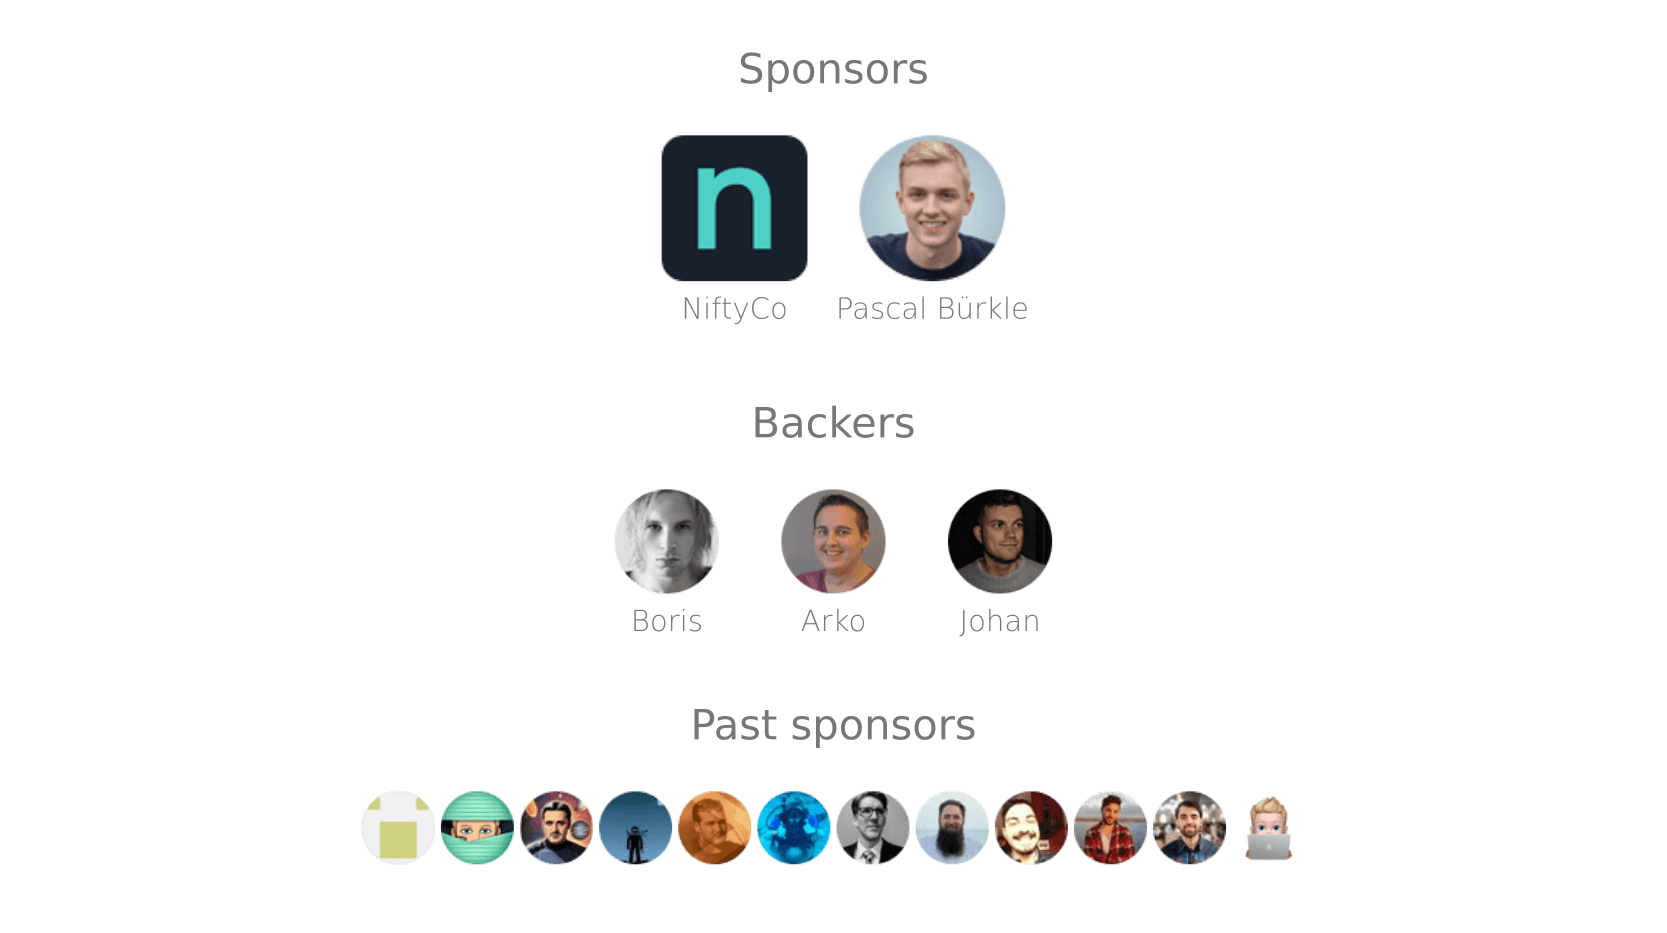 Sponsors
n
NiftyCo
Pascal Bürkle
Backers
Boris
Arko
Johan
Past sponsors